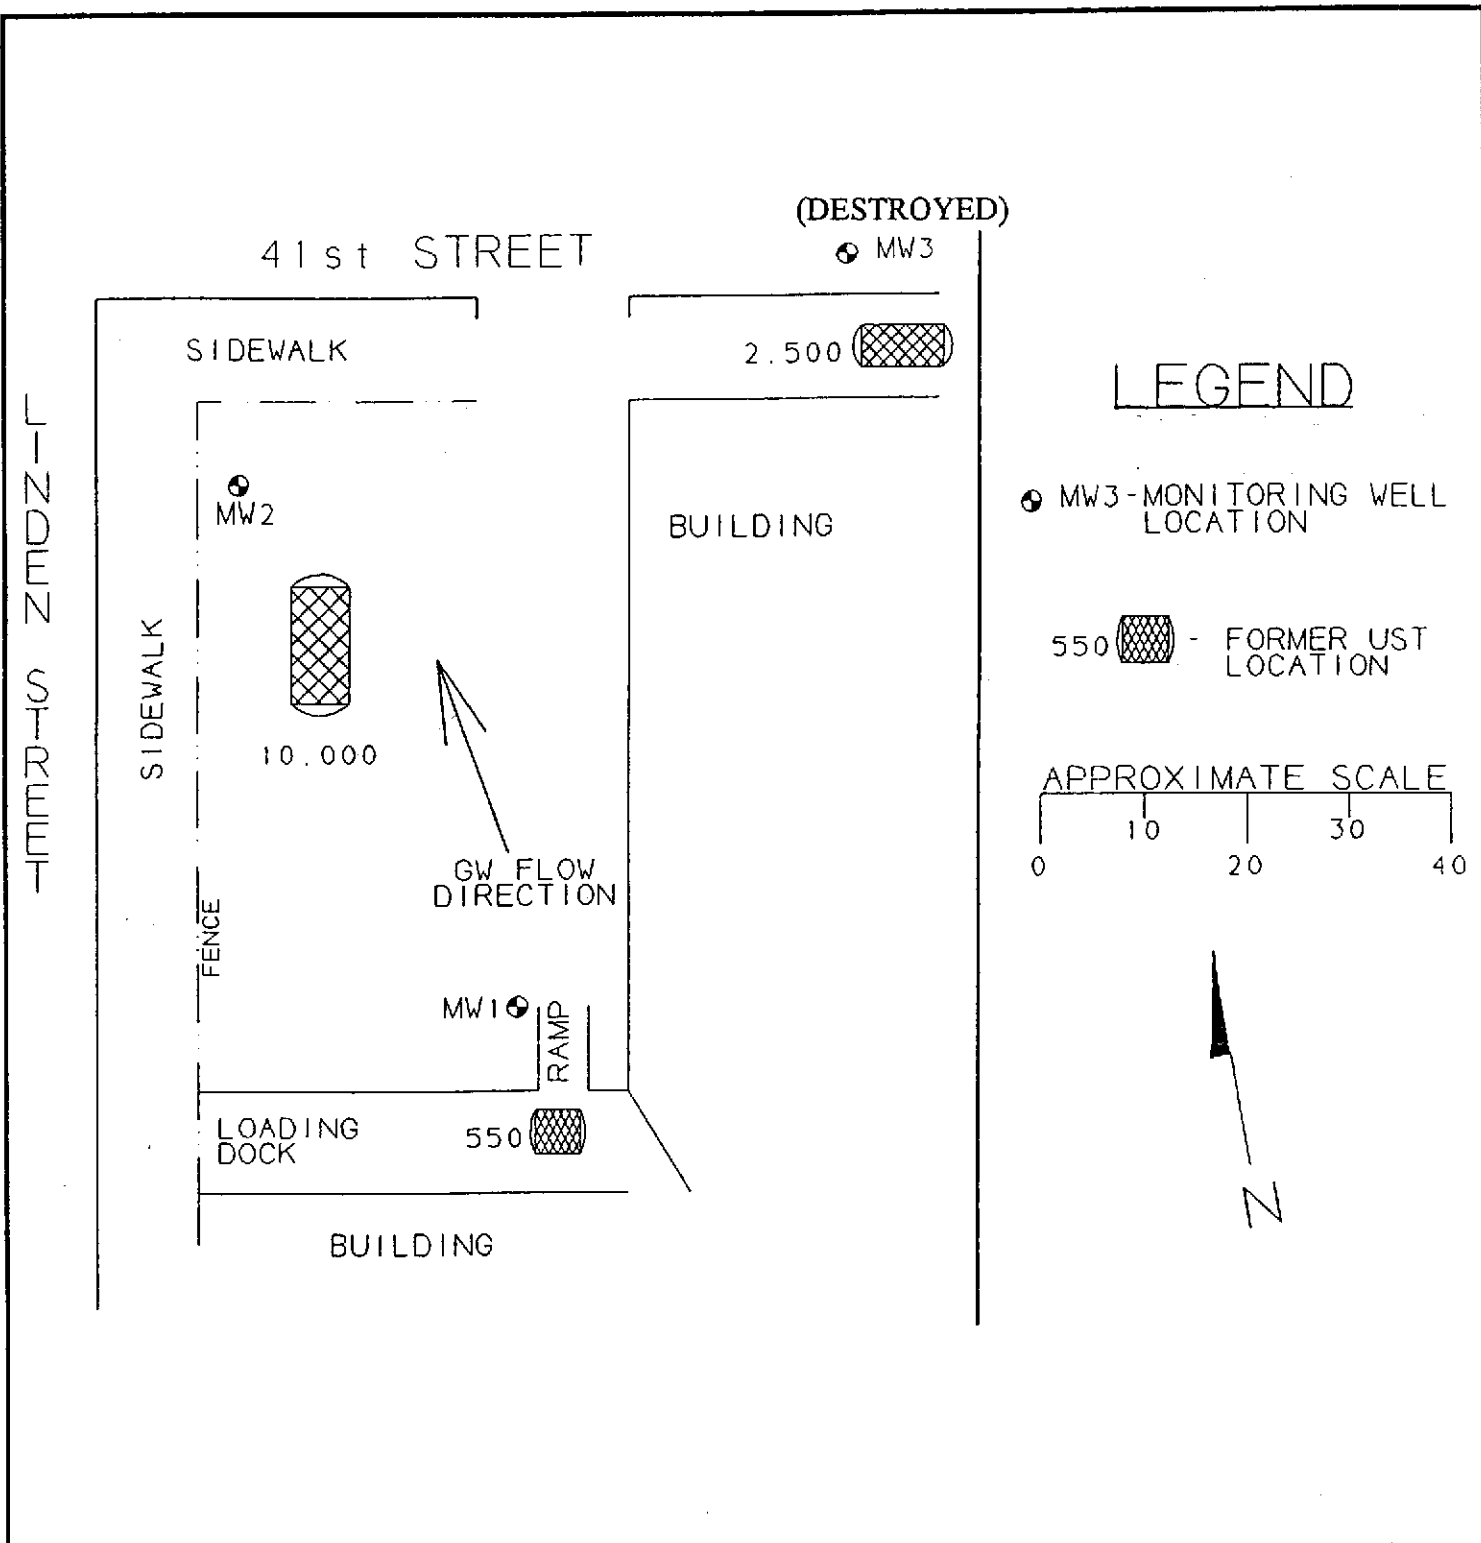 (DESTROYED)
MW3
41st STREET
SIDEWALK
2.500
LEGEND
LINDEN STREET
MW2
BUILDING
MW3-MONITORING WELL
LOCATION
550 - FORMER UST
LOCATION
SIDEWALK
10.000
APPROXIMATE SCALE
10 30
0 20 40
GW FLOW
DIRECTION
FENCE
MW1
RAMP
LOADING
DOCK
550
N
BUILDING